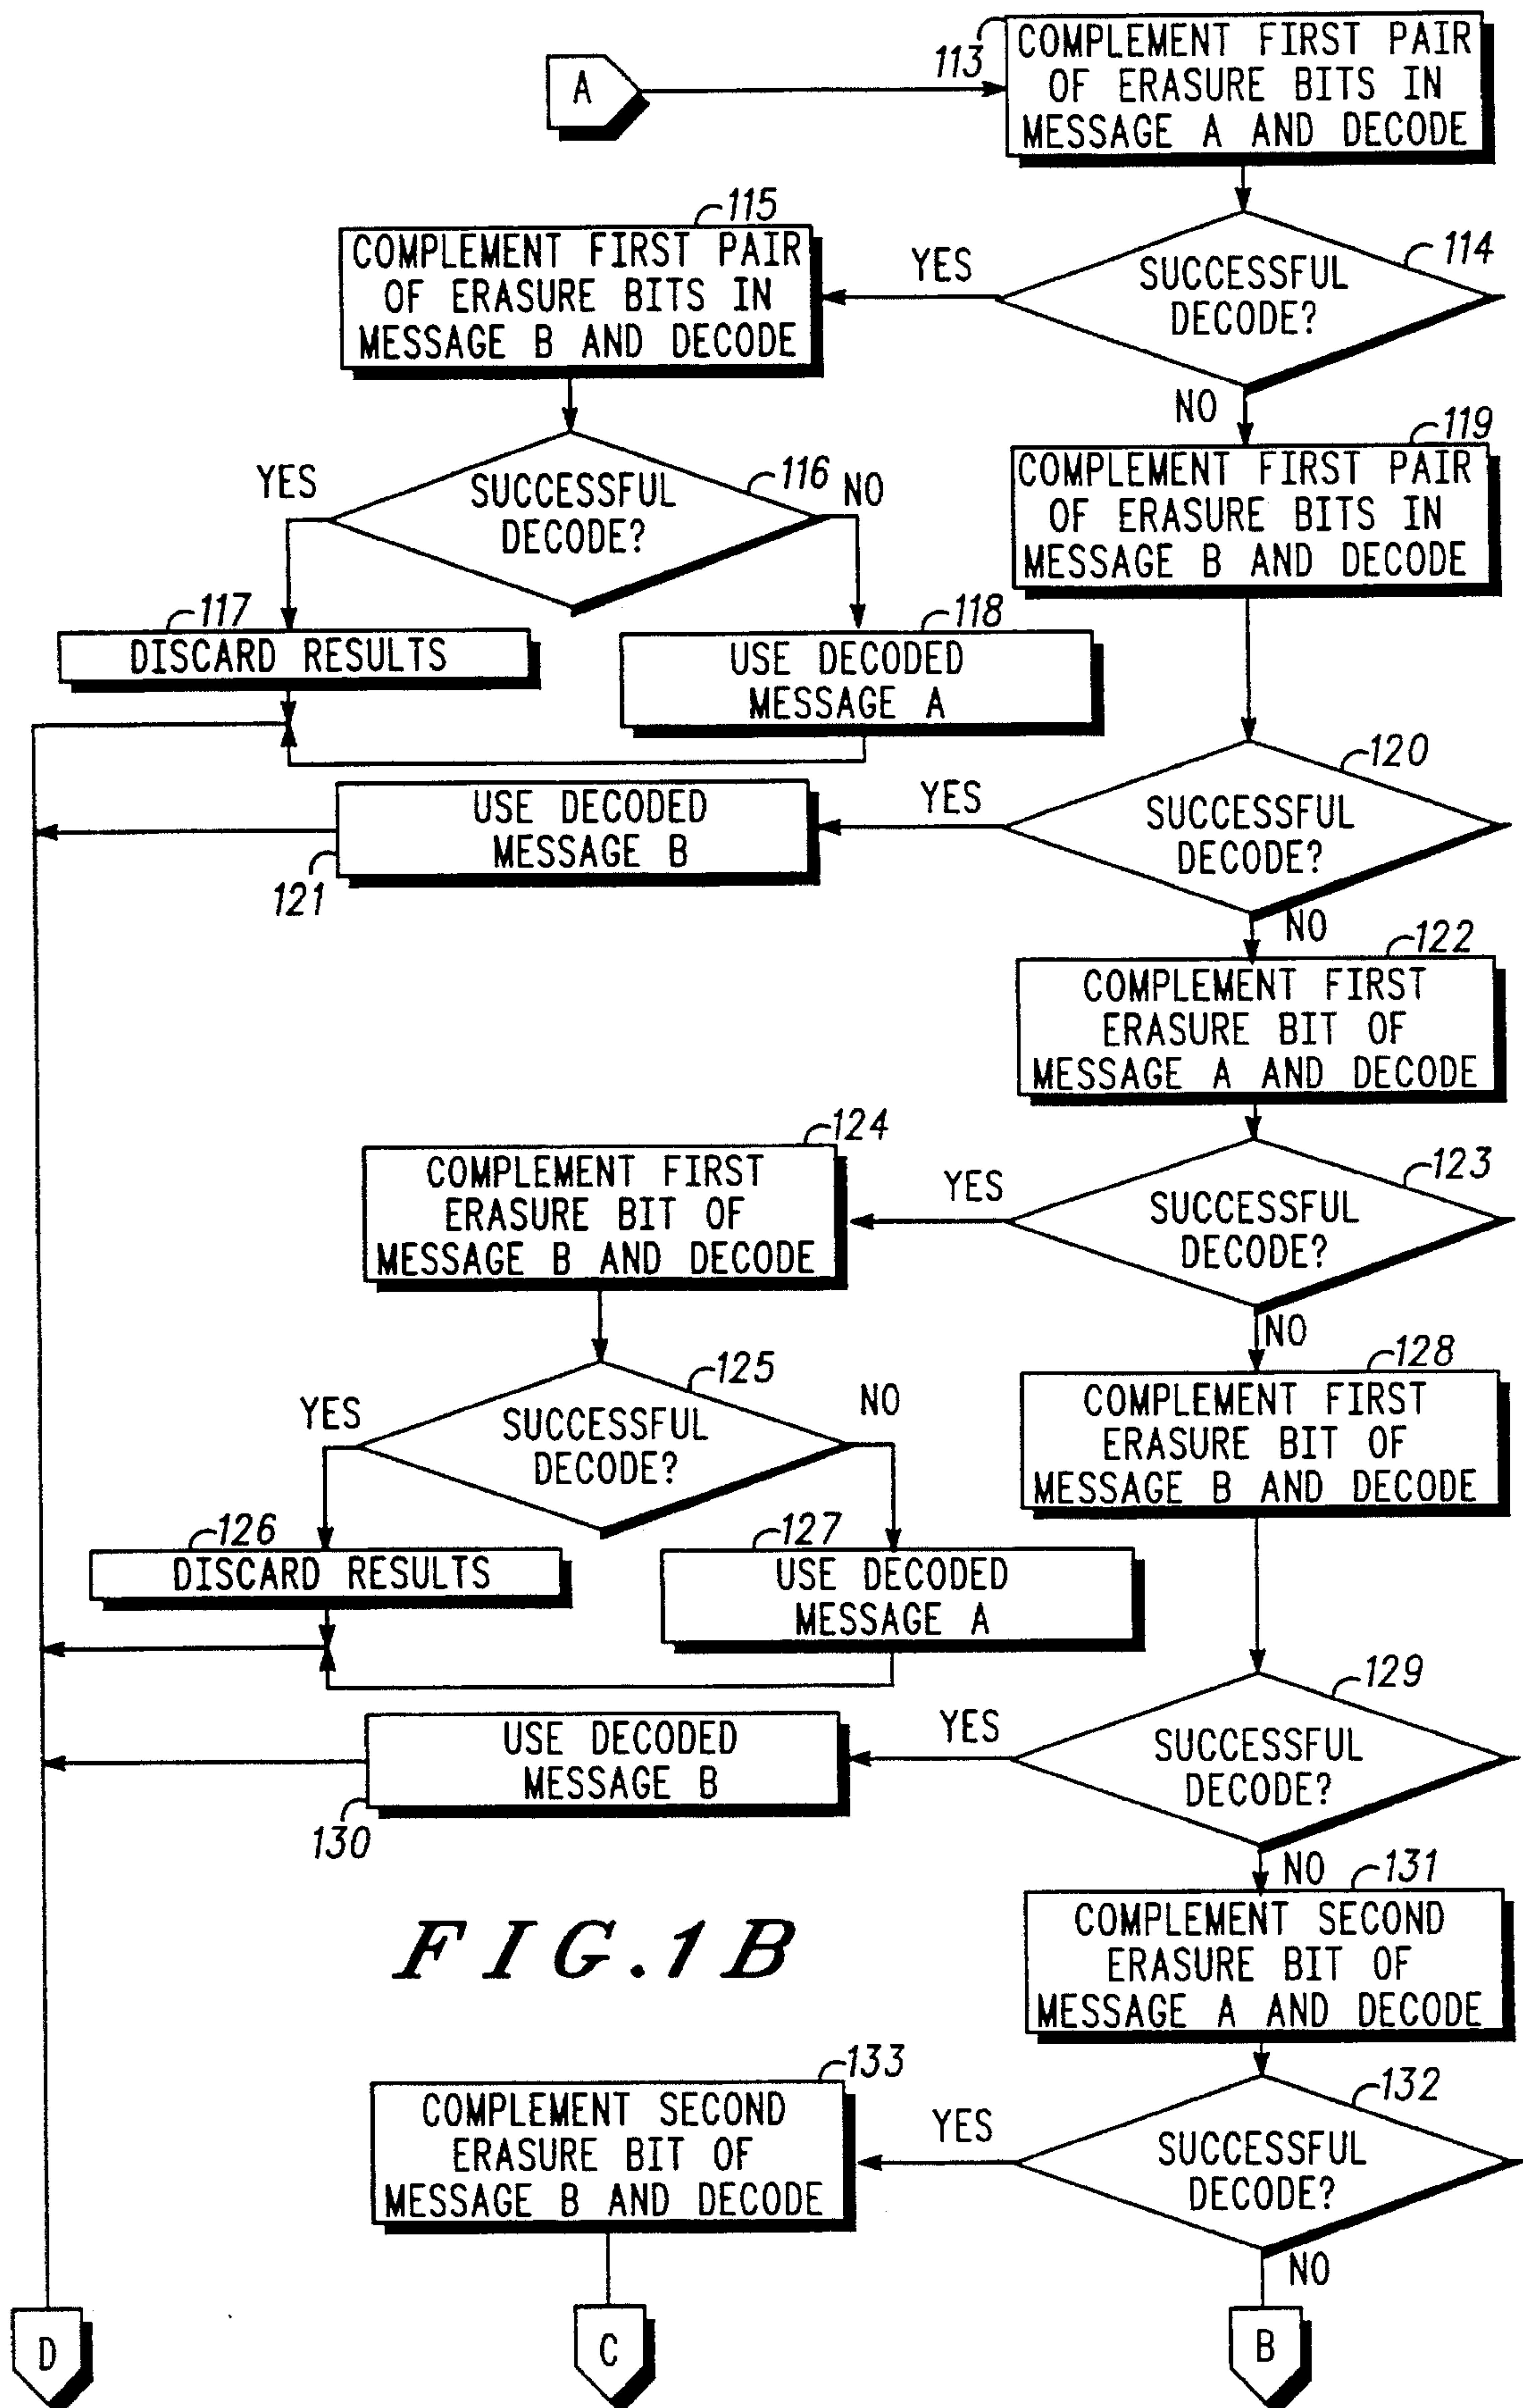 A
113
COMPLEMENT FIRST PAIR
OF ERASURE BITS IN
MESSAGE A AND DECODE
115
COMPLEMENT FIRST PAIR
OF ERASURE BITS IN
MESSAGE B AND DECODE
YES
114
SUCCESSFUL
DECODE?
NO
116
YES
SUCCESSFUL
DECODE?
NO
119
COMPLEMENT FIRST PAIR
OF ERASURE BITS IN
MESSAGE B AND DECODE
117
DISCARD RESULTS
118
USE DECODED
MESSAGE A
120
YES
SUCCESSFUL
DECODE?
NO
USE DECODED
MESSAGE B
121
122
COMPLEMENT FIRST
ERASURE BIT OF
MESSAGE A AND DECODE
124
COMPLEMENT FIRST
ERASURE BIT OF
MESSAGE B AND DECODE
YES
123
SUCCESSFUL
DECODE?
NO
125
YES
SUCCESSFUL
DECODE?
NO
128
COMPLEMENT FIRST
ERASURE BIT OF
MESSAGE B AND DECODE
126
DISCARD RESULTS
127
USE DECODED
MESSAGE A
129
YES
SUCCESSFUL
DECODE?
NO
USE DECODED
MESSAGE B
130
131
COMPLEMENT SECOND
ERASURE BIT OF
MESSAGE A AND DECODE
FIG.1B
133
COMPLEMENT SECOND
ERASURE BIT OF
MESSAGE B AND DECODE
YES
132
SUCCESSFUL
DECODE?
NO
D
C
B